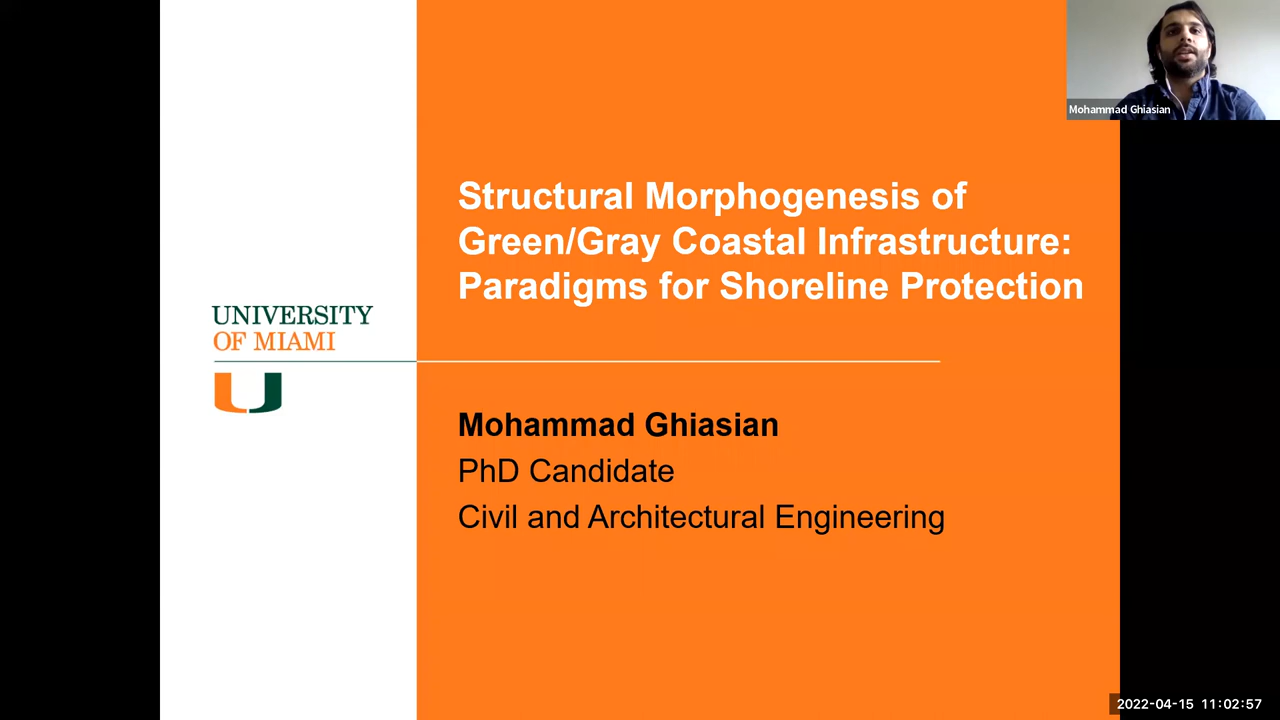 Mohammad Ghiasian
Structural Morphogenesis of
Green/Gray Coastal Infrastructure:
Paradigms for Shoreline Protection
UNIVERSITY
OF MIAMI
Mohammad Ghiasian
PhD Candidate
Civil and Architectural Engineering
2022-04-15 11:02:57